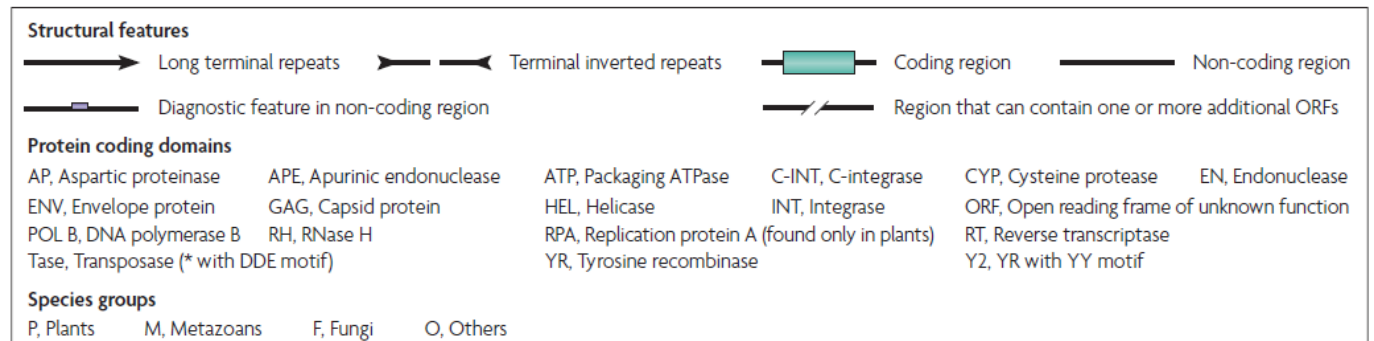 Structural features
Long terminal repeats Terminal inverted repeats Coding region Non-coding region
Diagnostic feature in non-coding region Region that can contain one or more additional ORFs
Protein coding domains
AP, Aspartic proteinase APE, Apurinic endonuclease ATP, Packaging ATPase C-INT, C-integrase CYP, Cysteine protease EN, Endonuclease
ENV, Envelope protein GAG, Capsid protein HEL, Helicase INT, Integrase ORF, Open reading frame of unknown function
POL B, DNA polymerase B RH, RNase H RPA, Replication protein A (found only in plants) RT, Reverse transcriptase
Tase, Transposase (* with DDE motif) YR, Tyrosine recombinase Y2, YR with YY motif
Species groups
P, Plants M, Metazoans F, Fungi O, Others